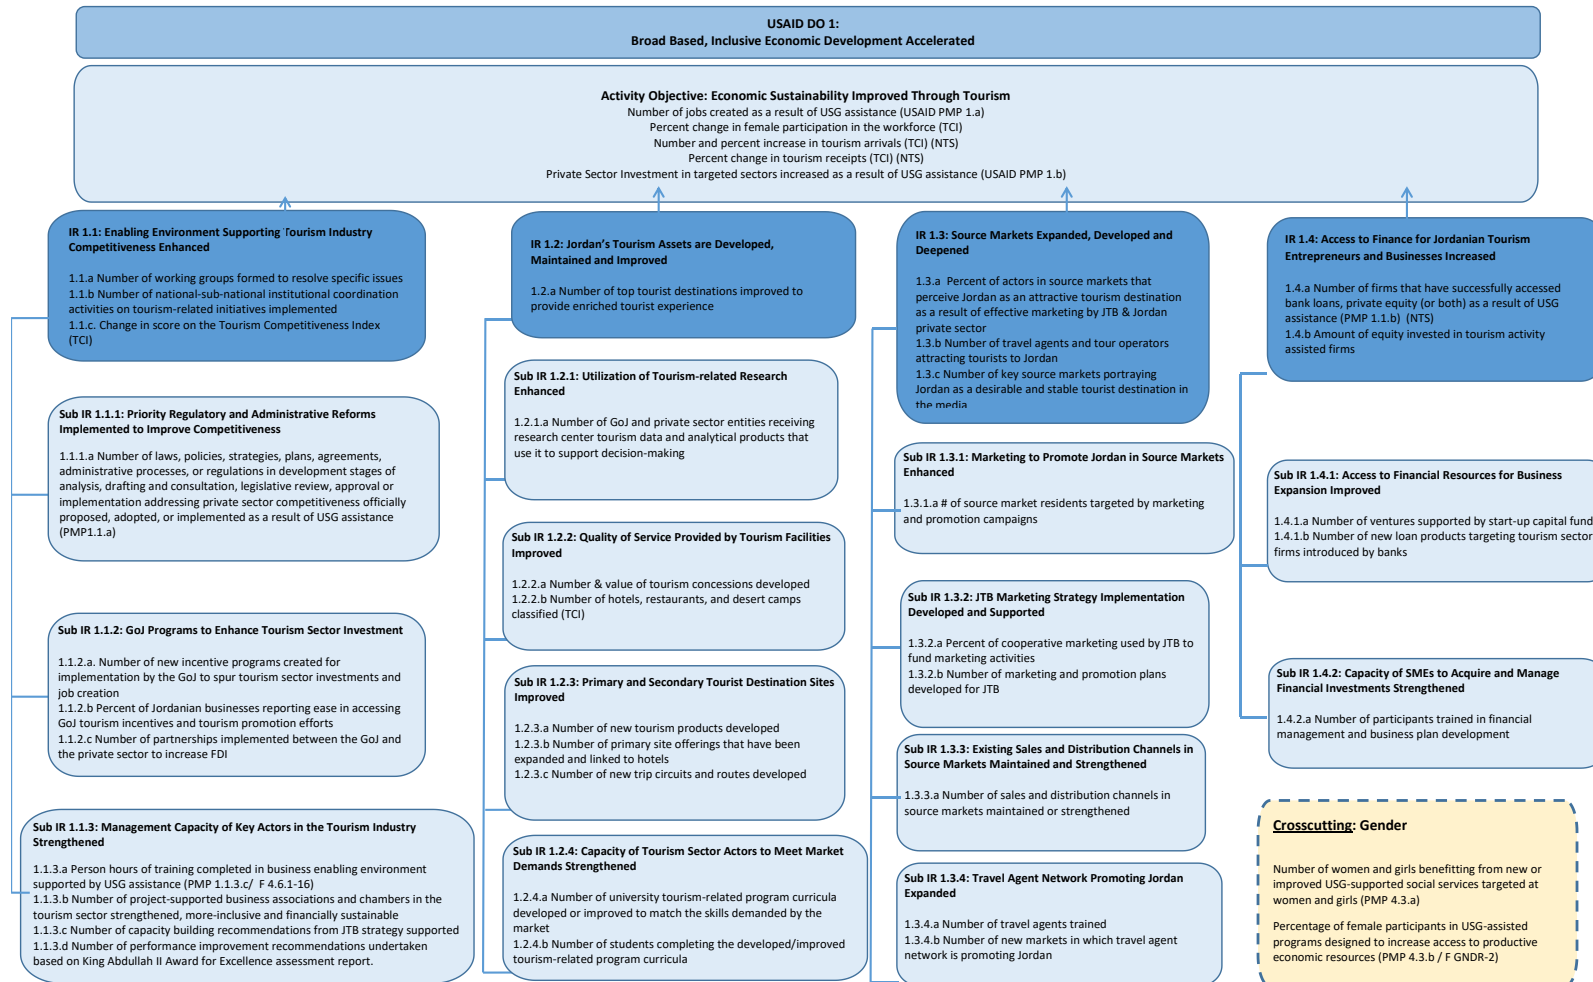 USAID DO 1:
Broad Based, Inclusive Economic Development Accelerated
Activity Objective: Economic Sustainability Improved Through Tourism
Number of jobs created as a result of USG assistance (USAID PMP 1.a)
Percent change in female participation in the workforce (TCI)
Number and percent increase in tourism arrivals (TCI) (NTS)
Percent change in tourism receipts (TCI) (NTS)
Private Sector Investment in targeted sectors increased as a result of USG assistance (USAID PMP 1.b)
IR 1.1: Enabling Environment Supporting Tourism Industry
Competitiveness Enhanced
1.1.a Number of working groups formed to resolve specific issues
1.1.b Number of national-sub-national institutional coordination
activities on tourism-related initiatives implemented
1.1.c. Change in score on the Tourism Competitiveness Index
(TCI)
Sub IR 1.1.1: Priority Regulatory and Administrative Reforms
Implemented to Improve Competitiveness
1.1.1.a Number of laws, policies, strategies, plans, agreements,
administrative processes, or regulations in development stages of
analysis, drafting and consultation, legislative review, approval or
implementation addressing private sector competitiveness officially
proposed, adopted, or implemented as a result of USG assistance
(PMP1.1.a)
Sub IR 1.1.2: GoJ Programs to Enhance Tourism Sector Investment
1.1.2.a. Number of new incentive programs created for
implementation by the GoJ to spur tourism sector investments and
job creation
1.1.2.b Percent of Jordanian businesses reporting ease in accessing
GoJ tourism incentives and tourism promotion efforts
1.1.2.c Number of partnerships implemented between the GoJ and
the private sector to increase FDI
Sub IR 1.1.3: Management Capacity of Key Actors in the Tourism Industry
Strengthened
1.1.3.a Person hours of training completed in business enabling environment
supported by USG assistance (PMP 1.1.3.c/ F 4.6.1-16)
1.1.3.b Number of project-supported business associations and chambers in the
tourism sector strengthened, more-inclusive and financially sustainable
1.1.3.c Number of capacity building recommendations from JTB strategy supported
1.1.3.d Number of performance improvement recommendations undertaken
based on King Abdullah II Award for Excellence assessment report.
IR 1.2: Jordan's Tourism Assets are Developed,
Maintained and Improved
1.2.a Number of top tourist destinations improved to
provide enriched tourist experience
Sub IR 1.2.1: Utilization of Tourism-related Research
Enhanced
1.2.1.a Number of GoJ and private sector entities receiving
research center tourism data and analytical products that
use it to support decision-making
Sub IR 1.2.2: Quality of Service Provided by Tourism Facilities
Improved
1.2.2.a Number & value of tourism concessions developed
1.2.2.b Number of hotels, restaurants, and desert camps
classified (TCI)
Sub IR 1.2.3: Primary and Secondary Tourist Destination Sites
Improved
1.2.3.a Number of new tourism products developed
1.2.3.b Number of primary site offerings that have been
expanded and linked to hotels
1.2.3.c Number of new trip circuits and routes developed
Sub IR 1.2.4: Capacity of Tourism Sector Actors to Meet Market
Demands Strengthened
1.2.4.a Number of university tourism-related program curricula
developed or improved to match the skills demanded by the
market
1.2.4.b Number of students completing the developed/improved
tourism-related program curricula
IR 1.3: Source Markets Expanded, Developed and
Deepened
1.3.a Percent of actors in source markets that
perceive Jordan as an attractive tourism destination
as a result of effective marketing by JTB & Jordan
private sector
1.3.b Number of travel agents and tour operators
attracting tourists to Jordan
1.3.c Number of key source markets portraying
Jordan as a desirable and stable tourist destination in
the media
Sub IR 1.3.1: Marketing to Promote Jordan in Source Markets
Enhanced
1.3.1.a # of source market residents targeted by marketing
and promotion campaigns
Sub IR 1.3.2: JTB Marketing Strategy Implementation
Developed and Supported
1.3.2.a Percent of cooperative marketing used by JTB to
fund marketing activities
1.3.2.b Number of marketing and promotion plans
developed for JTB
Sub IR 1.3.3: Existing Sales and Distribution Channels in
Source Markets Maintained and Strengthened
1.3.3.a Number of sales and distribution channels in
source markets maintained or strengthened
Sub IR 1.3.4: Travel Agent Network Promoting Jordan
Expanded
1.3.4.a Number of travel agents trained
1.3.4.b Number of new markets in which travel agent
network is promoting Jordan
IR 1.4: Access to Finance for Jordanian Tourism
Entrepreneurs and Businesses Increased
1.4.a Number of firms that have successfully accessed
bank loans, private equity (or both) as a result of USG
assistance (PMP 1.1.b) (NTS)
1.4.b Amount of equity invested in tourism activity
assisted firms
Sub IR 1.4.1: Access to Financial Resources for Business
Expansion Improved
1.4.1.a Number of ventures supported by start-up capital fund
1.4.1.b Number of new loan products targeting tourism sector
firms introduced by banks
Sub IR 1.4.2: Capacity of SMEs to Acquire and Manage
Financial Investments Strengthened
1.4.2.a Number of participants trained in financial
management and business plan development
Crosscutting: Gender
Number of women and girls benefitting from new or
improved USG-supported social services targeted at
women and girls (PMP 4.3.a)
Percentage of female participants in USG-assisted
programs designed to increase access to productive
economic resources (PMP 4.3.b / F GNDR-2)